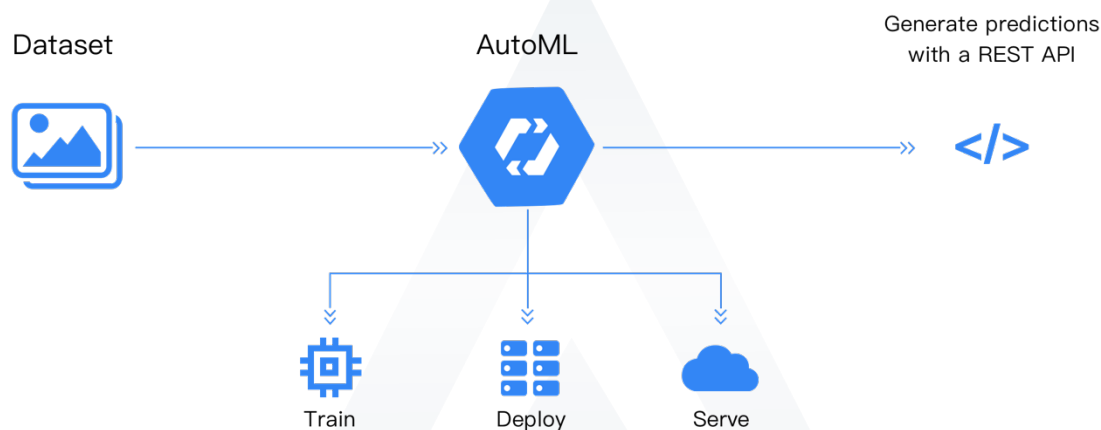 Dataset
AutoML
Generate predictions
with a REST API
</>
Train
Deploy
Serve